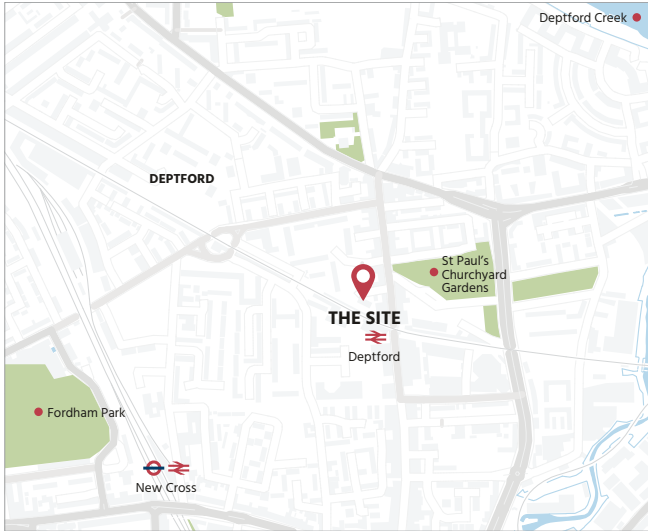 Deptford Creek
DEPTFORD
St Paul's
Churchyard
Gardens
THE SITE
Deptford
Fordham Park
New Cross